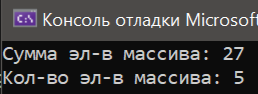 Консоль отладки Microsoft
Сумма эл-в массива: 27
Кол-во эл-в массива: 5